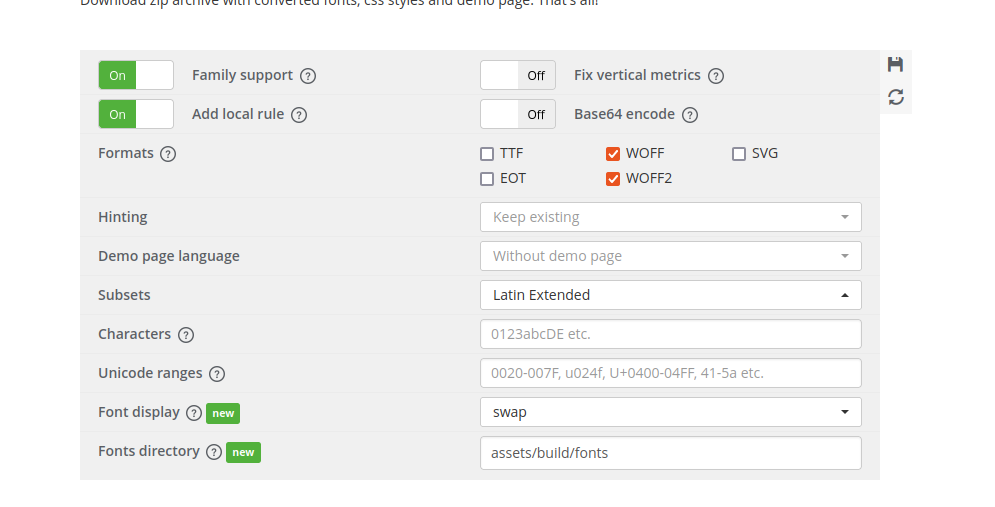 Download zip archive with converted fonts, css styles and demo page. That's all!
On Family support ? Off Fix vertical metrics ?
On Add local rule ? Off Base64 encode ?
Formats ? TTF WOFF SVG
EOT WOFF2
Hinting Keep existing
Demo page language Without demo page
Subsets Latin Extended
Characters ? 0123abcDE etc.
Unicode ranges ? 0020-007F, u024f, U+0400-04FF, 41-5a etc.
Font display ? new swap
Fonts directory ? new assets/build/fonts